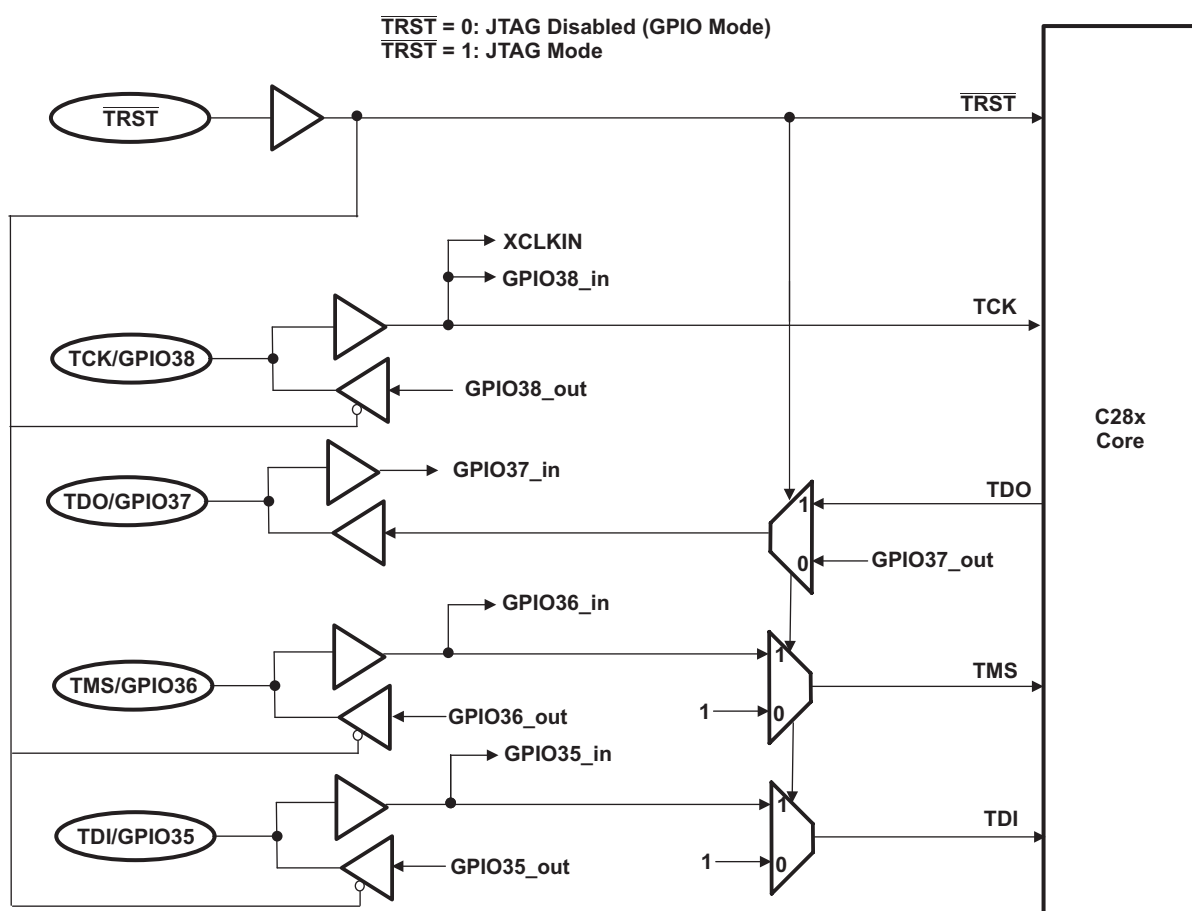 TRST = 0: JTAG Disabled (GPIO Mode)
TRST = 1: JTAG Mode
TRST
TRST
XCLKIN
GPIO38_in
TCK
TCK/GPIO38
GPIO38_out
C28x
Core
GPIO37_in
TDO/GPIO37
1
TDO
0
GPIO37_out
GPIO36_in
1
TMS/GPIO36
TMS
GPIO36_out
1
0
GPIO35_in
1
TDI/GPIO35
TDI
GPIO35_out
1
0